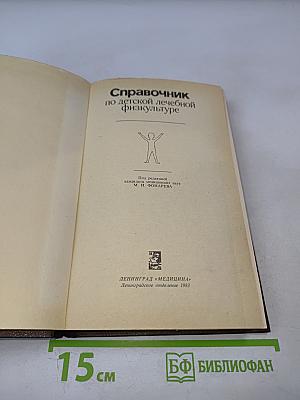 Справочник
по детской лечебной
физкультуре
Под редакцией
кандидата медицинских наук
М. И. ФОНАРЕВА
ЛЕНИНГРАД «МЕДИЦИНА»
Ленинградское отделение 1983
15 см
БФ БИБЛИОФАН